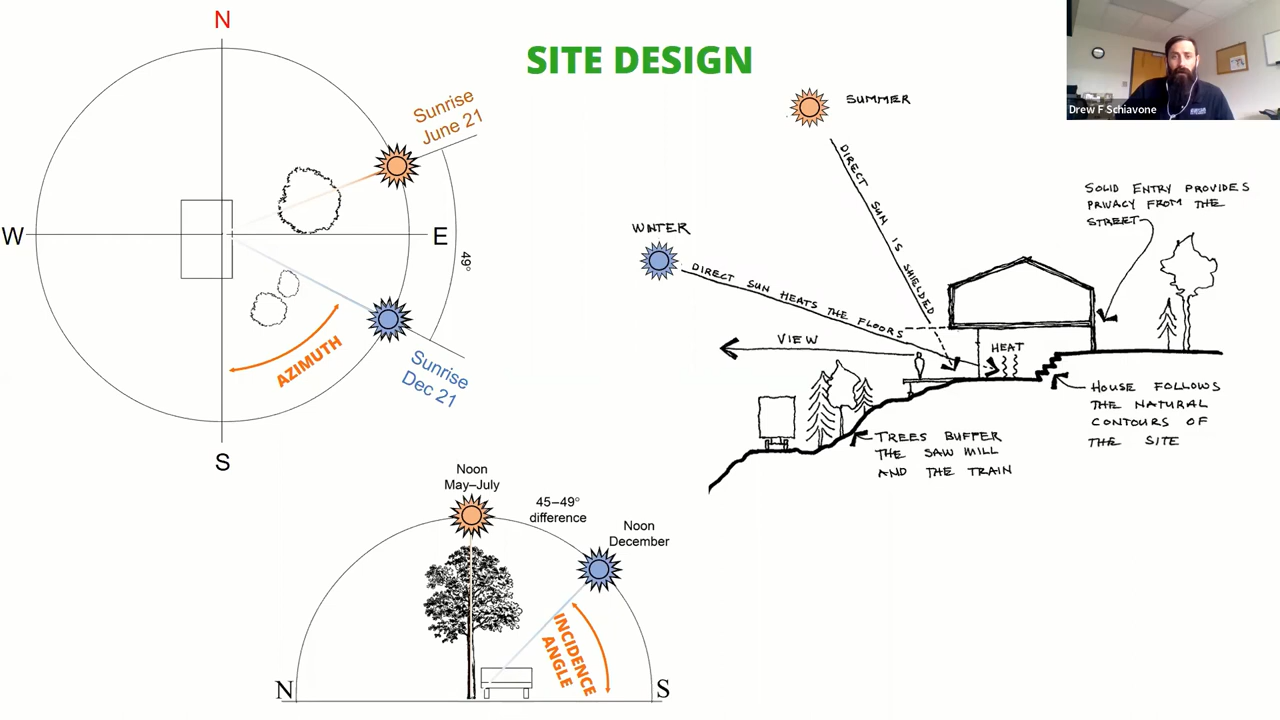 SITE DESIGN
Drew F Schiavone
N
Sunrise
June 21
W
E
49°
AZIMUTH
Sunrise
Dec 21
S
SUMMER
DIRECT SUN IS SHIELDED
WINTER
DIRECT SUN HEATS THE FLOORS
VIEW
SOLID ENTRY PROVIDES
PRIVACY FROM THE
STREET
HEAT
HOUSE FOLLOWS
THE NATURAL
CONTOURS OF
THE SITE
TREES BUFFER
THE SAW MILL
AND THE TRAIN
Noon
May–July
45–49°
difference
Noon
December
INCIDENCE
ANGLE
N
S